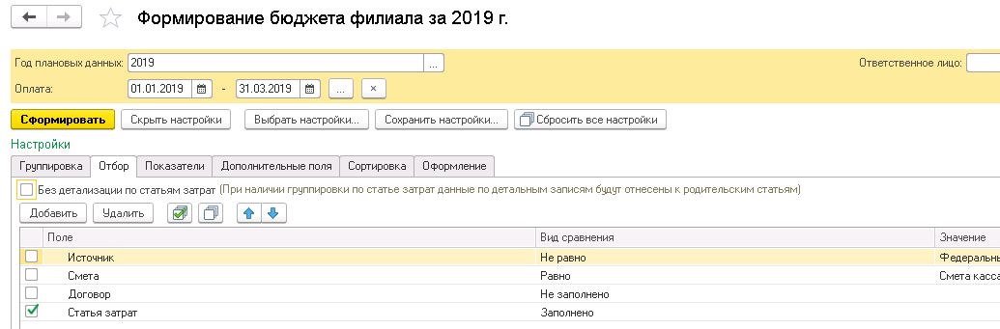 Формирование бюджета филиала за 2019 г.
Год плановых данных: 2019 ... Ответственное лицо:
Оплата: 01.01.2019 - 31.03.2019 ... ×
Сформировать Скрыть настройки Выбрать настройки... Сохранить настройки... Сбросить все настройки
Настройки
Группировка Отбор Показатели Дополнительные поля Сортировка Оформление
Без детализации по статьям затрат (При наличии группировки по статье затрат данные по детальным записям будут отнесены к родительским статьям)
Добавить Удалить
Поле Вид сравнения Значение
Источник Не равно Федеральнь
Смета Равно Смета касса
Договор Не заполнено
Статья затрат Заполнено